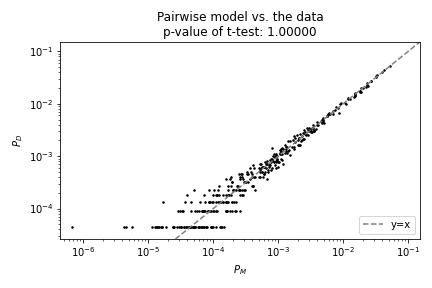 Pairwise model vs. the data
p-value of t-test: 1.00000
10⁻¹
10⁻²
10⁻³
10⁻⁴
P_D
y=x
10⁻⁶ 10⁻⁵ 10⁻⁴ 10⁻³ 10⁻² 10⁻¹
P_M